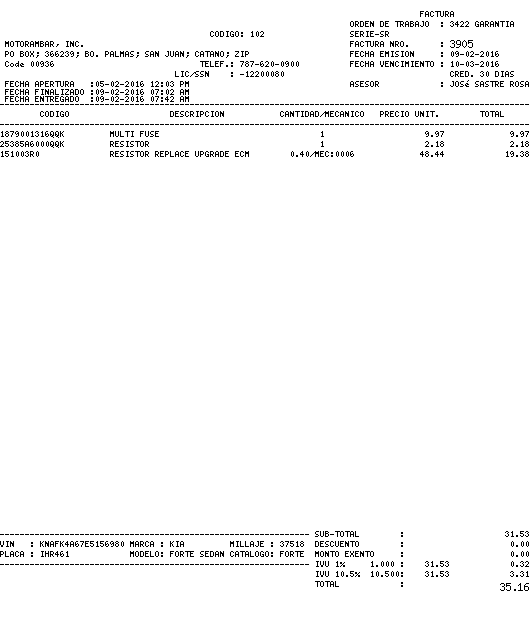 FACTURA
ORDEN DE TRABAJO : 3422 GARANTIA
CODIGO: 102 SERIE-SR
MOTORAMBAR, INC. FACTURA NRO. : 3905
PO BOX; 366239; BO. PALMAS; SAN JUAN; CATANO; ZIP FECHA EMISION : 09-02-2016
Code 00936 TELEF.: 787-620-0900 FECHA VENCIMIENTO : 10-03-2016
LIC/SSN : -12200080 CRED. 30 DIAS
FECHA APERTURA :05-02-2016 12:03 PM ASESOR : JOSé SASTRE ROSA
FECHA FINALIZADO :09-02-2016 07:02 AM
FECHA ENTREGADO :09-02-2016 07:42 AM
CODIGO DESCRIPCION CANTIDAD/MECANICO PRECIO UNIT. TOTAL
1879001316QQK MULTI FUSE 1 9.97 9.97
25385A6000QQK RESISTOR 1 2.18 2.18
151003R0 RESISTOR REPLACE UPGRADE ECM 0.40/MEC:0006 48.44 19.38
SUB-TOTAL : 31.53
VIN : KNAFK4A67E5156980 MARCA : KIA MILLAJE : 37518 DESCUENTO : 0.00
PLACA : IHR461 MODELO: FORTE SEDAN CATALOGO: FORTE MONTO EXENTO : 0.00
IVU 1% 1.000 : 31.53 0.32
IVU 10.5% 10.500: 31.53 3.31
TOTAL : 35.16